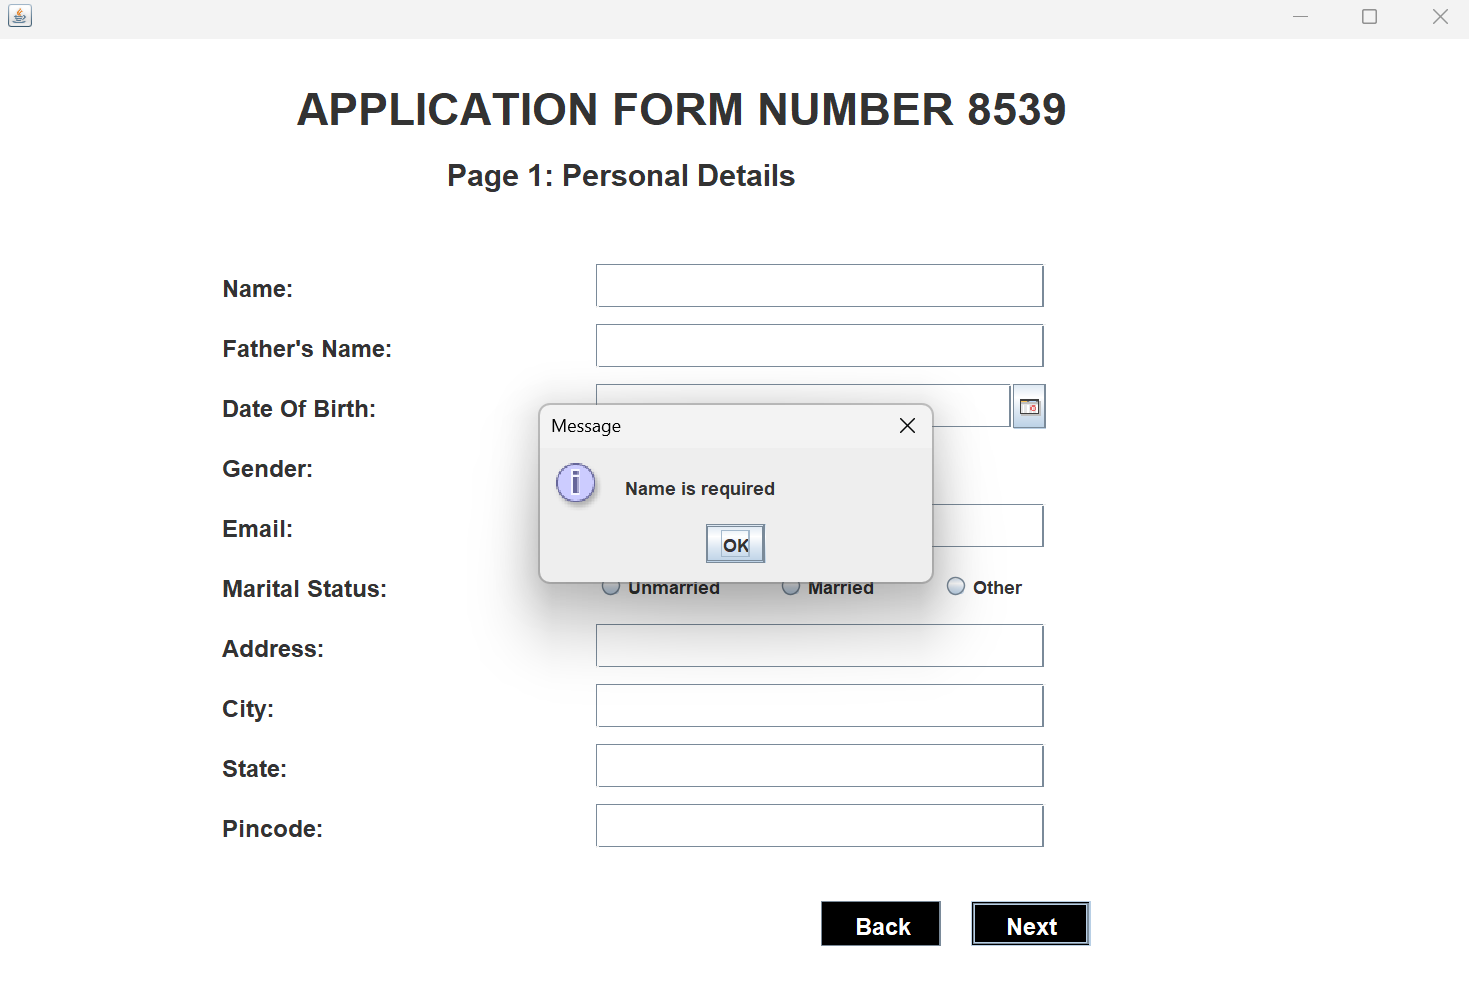 APPLICATION FORM NUMBER 8539
Page 1: Personal Details
Name:
Father's Name:
Date Of Birth:
Message
Gender:
Name is required
Email:
OK
Marital Status: Unmarried Married Other
Address:
City:
State:
Pincode:
Back Next